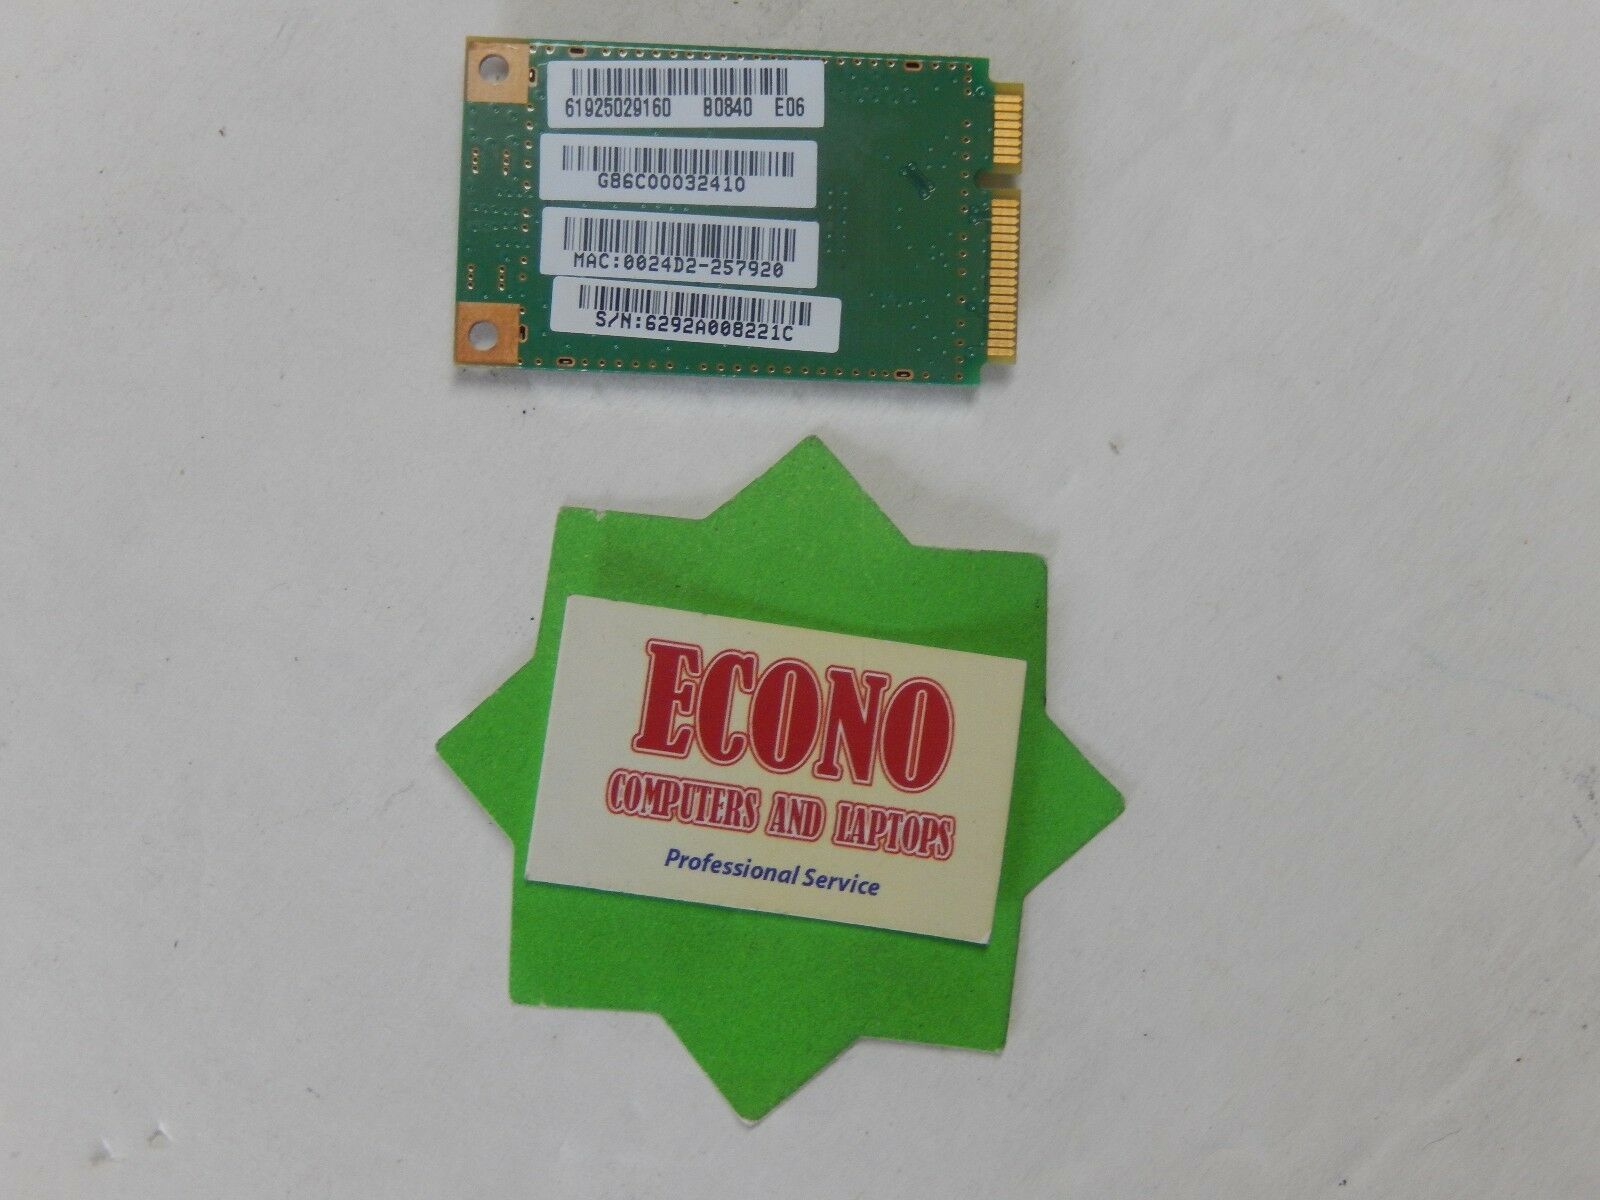 61925029160 B0840 E06
G86C00032410
MAC:0024D2-257920
S/N:6292A008221C
ECONO
COMPUTERS AND LAPTOPS
Professional Service